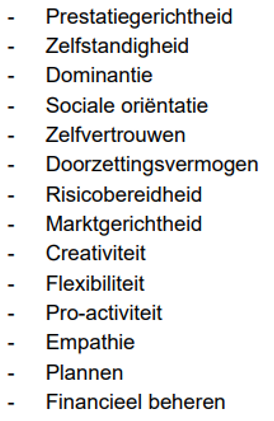 - Prestatiegerichtheid
- Zelfstandigheid
- Dominantie
- Sociale oriëntatie
- Zelfvertrouwen
- Doorzettingsvermogen
- Risicobereidheid
- Marktgerichtheid
- Creativiteit
- Flexibiliteit
- Pro-activiteit
- Empathie
- Plannen
- Financieel beheren